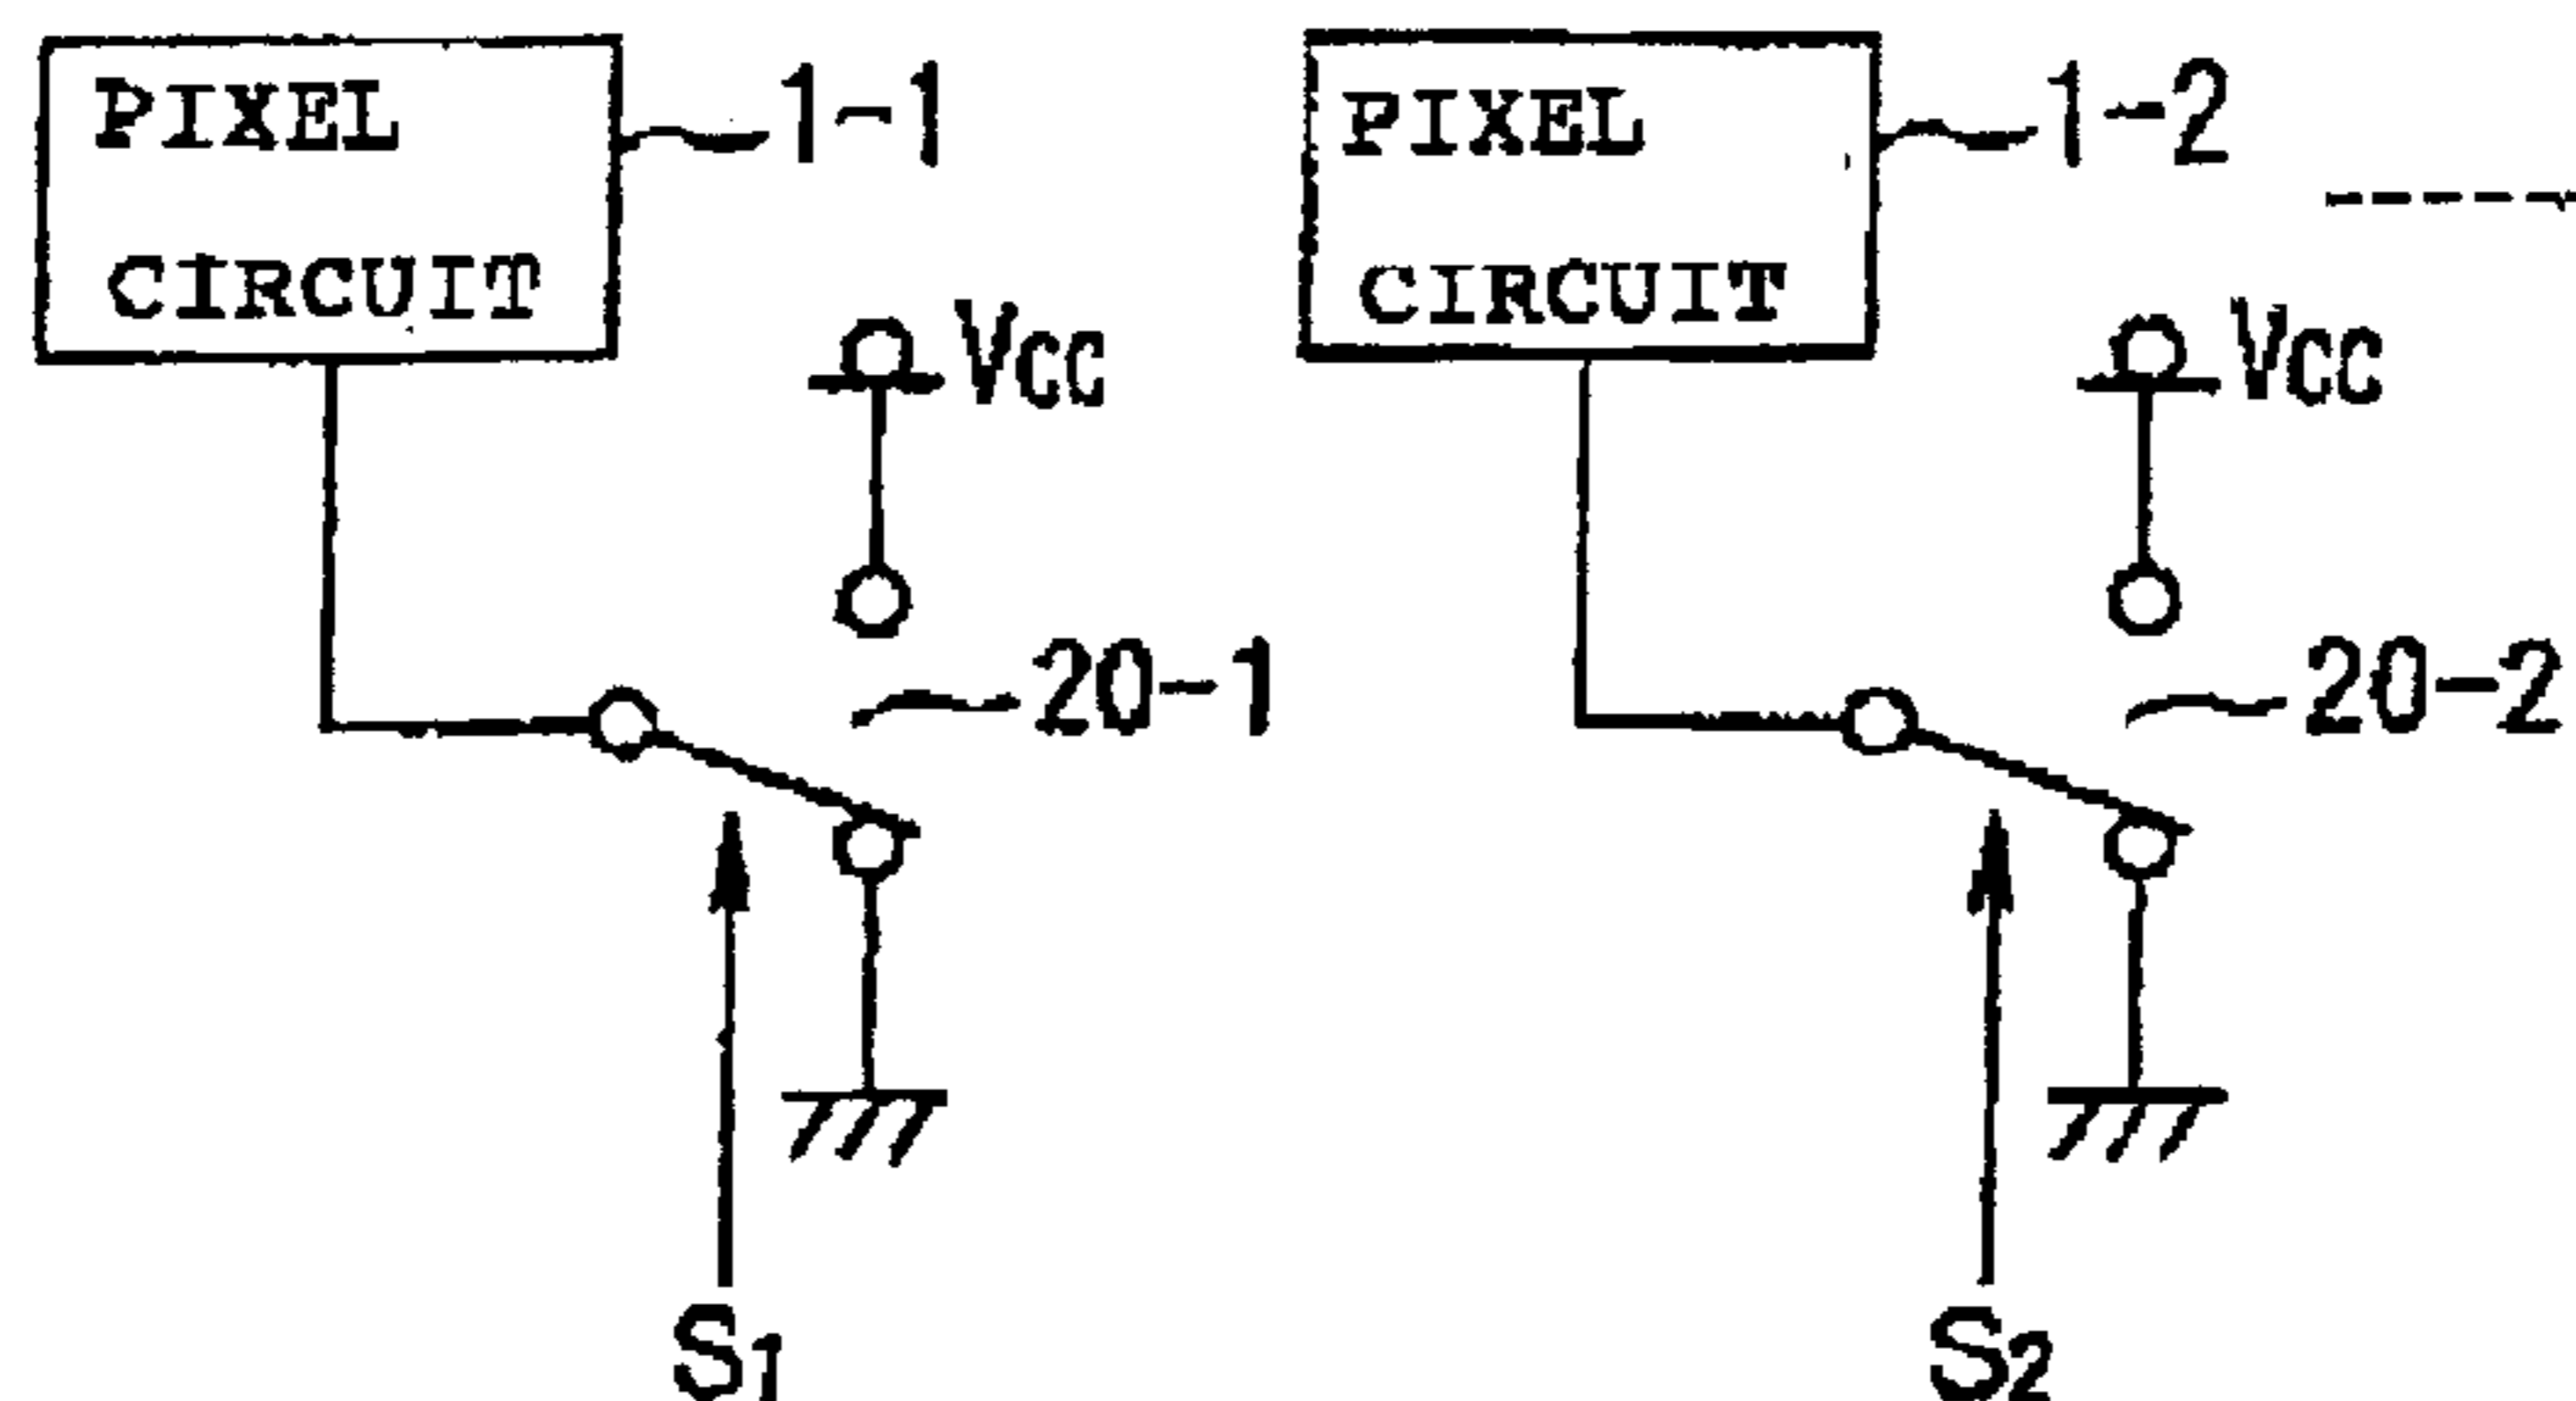 PIXEL
CIRCUIT
1-1
VCC
20-1
S1
PIXEL
CIRCUIT
1-2
VCC
20-2
S2